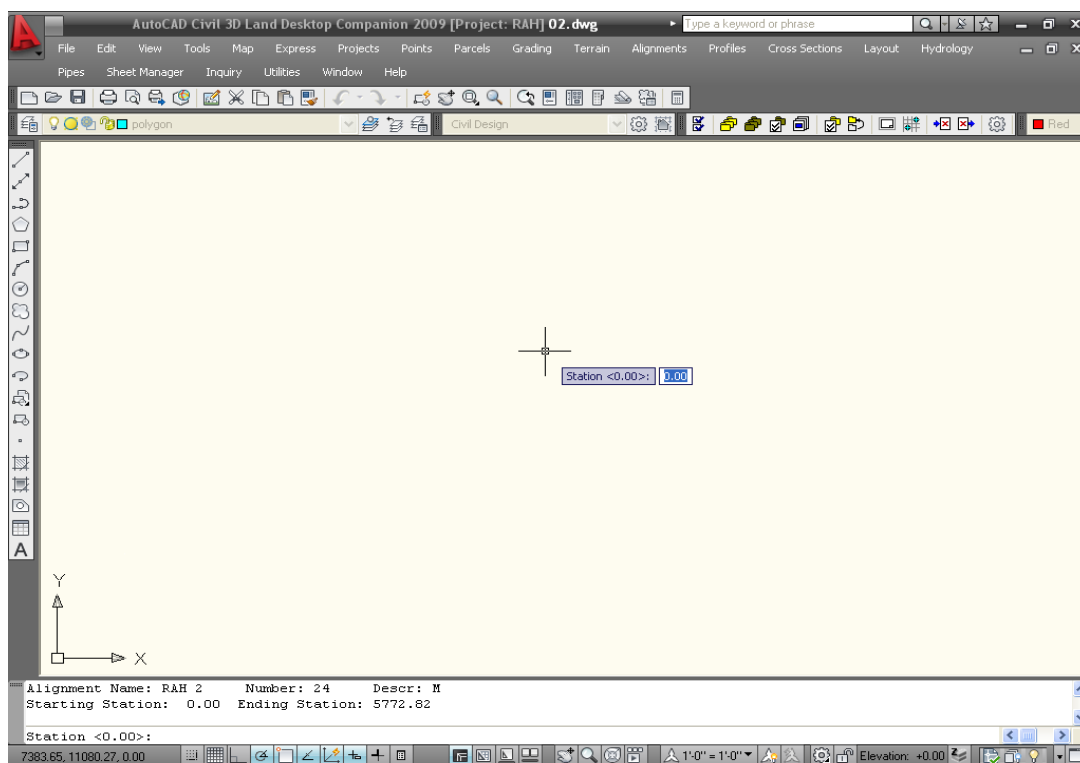 AutoCAD Civil 3D Land Desktop Companion 2009 [Project: RAH] 02.dwg Type a keyword or phrase
File Edit View Tools Map Express Projects Points Parcels Grading Terrain Alignments Profiles Cross Sections Layout Hydrology
Pipes Sheet Manager Inquiry Utilities Window Help
polygon Civil Design Red
A
Station <0.00>: 0.00
Y
X
Alignment Name: RAH 2 Number: 24 Descr: M
Starting Station: 0.00 Ending Station: 5772.82
Station <0.00>:
7383.65, 11080.27, 0.00 1'-0" = 1'-0" Elevation: +0.00